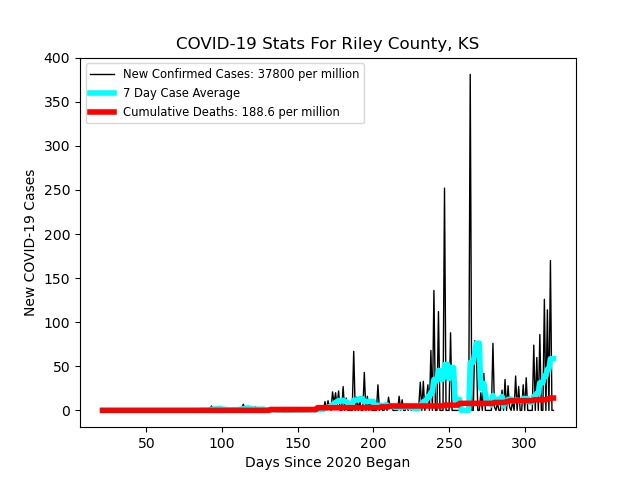 COVID-19 Stats For Riley County, KS
400
350
300
250
200
150
100
50
0
New COVID-19 Cases
New Confirmed Cases: 37800 per million
7 Day Case Average
Cumulative Deaths: 188.6 per million
50 100 150 200 250 300
Days Since 2020 Began